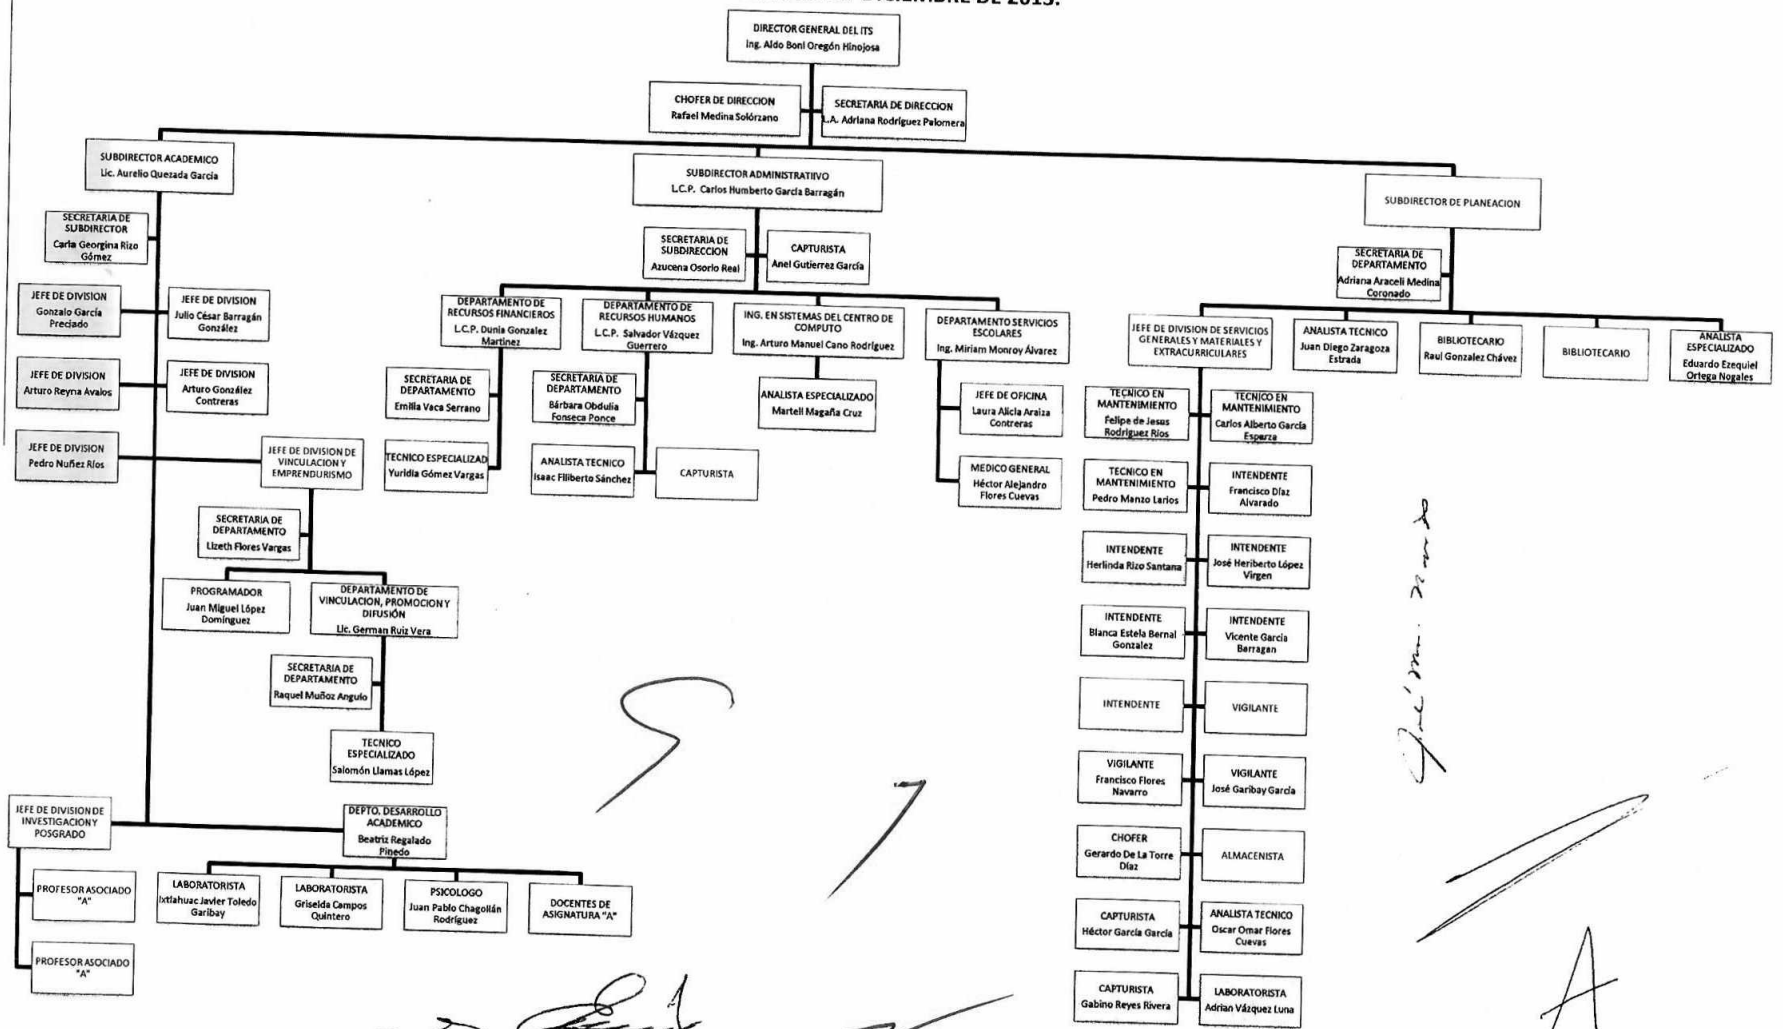 DICIEMBRE DE 2015.
DIRECTOR GENERAL DEL ITS
Ing. Aldo Boni Oregón Hinojosa
CHOFER DE DIRECCION
Rafael Medina Solórzano
SECRETARIA DE DIRECCION
L.A. Adriana Rodríguez Palomera
SUBDIRECTOR ACADEMICO
Lic. Aurelio Quezada García
SUBDIRECTOR ADMINISTRATIIVO
L.C.P. Carlos Humberto García Barragán
SUBDIRECTOR DE PLANEACION
SECRETARIA DE
SUBDIRECTOR
Carla Georgina Rizo
Gómez
JEFE DE DIVISION
Gonzalo García
Preciado
JEFE DE DIVISION
Julio César Barragán
González
JEFE DE DIVISION
Arturo Reyna Avalos
JEFE DE DIVISION
Arturo González
Contreras
JEFE DE DIVISION
Pedro Nuñez Ríos
JEFE DE DIVISION DE
VINCULACION Y
EMPRENDURISMO
SECRETARIA DE
DEPARTAMENTO
Lizeth Flores Vargas
PROGRAMADOR
Juan Miguel López
Domínguez
DEPARTAMENTO DE
VINCULACION, PROMOCION Y
DIFUSIÓN
Lic. German Ruiz Vera
SECRETARIA DE
DEPARTAMENTO
Raquel Muñoz Angulo
TECNICO
ESPECIALIZADO
Salomón Llamas López
JEFE DE DIVISION DE
INVESTIGACION Y
POSGRADO
PROFESOR ASOCIADO
"A"
PROFESOR ASOCIADO
"A"
DEPTO. DESARROLLO
ACADEMICO
Beatriz Regalado
Pinedo
LABORATORISTA
Ixtlahuac Javier Toledo
Garibay
LABORATORISTA
Griselda Campos
Quintero
PSICOLOGO
Juan Pablo Chagollán
Rodríguez
DOCENTES DE
ASIGNATURA "A"
SECRETARIA DE
SUBDIRECCION
Azucena Osorio Real
CAPTURISTA
Anel Gutierrez García
DEPARTAMENTO DE
RECURSOS FINANCIEROS
L.C.P. Dunia Gonzalez
Martinez
SECRETARIA DE
DEPARTAMENTO
Emilia Vaca Serrano
TECNICO ESPECIALIZAD
Yuridia Gómez Vargas
DEPARTAMENTO DE
RECURSOS HUMANOS
L.C.P. Salvador Vázquez
Guerrero
SECRETARIA DE
DEPARTAMENTO
Bárbara Obdulia
Fonseca Ponce
ANALISTA TECNICO
Isaac Filiberto Sánchez
CAPTURISTA
ING. EN SISTEMAS DEL CENTRO DE
COMPUTO
Ing. Arturo Manuel Cano Rodríguez
ANALISTA ESPECIALIZADO
Martell Magaña Cruz
DEPARTAMENTO SERVICIOS
ESCOLARES
Ing. Miriam Monroy Álvarez
JEFE DE OFICINA
Laura Alicia Araiza
Contreras
MEDICO GENERAL
Héctor Alejandro
Flores Cuevas
SECRETARIA DE
DEPARTAMENTO
Adriana Araceli Medina
Coronado
JEFE DE DIVISION DE SERVICIOS
GENERALES Y MATERIALES Y
EXTRACURRICULARES
ANALISTA TECNICO
Juan Diego Zaragoza
Estrada
BIBLIOTECARIO
Raul Gonzalez Chávez
BIBLIOTECARIO
ANALISTA
ESPECIALIZADO
Eduardo Ezequiel
Ortega Nogales
TECNICO EN
MANTENIMIENTO
Felipe de Jesus
Rodriguez Rios
TECNICO EN
MANTENIMIENTO
Carlos Alberto García
Esparza
TECNICO EN
MANTENIMIENTO
Pedro Manzo Larios
INTENDENTE
Francisco Díaz
Alvarado
INTENDENTE
Herlinda Rizo Santana
INTENDENTE
José Heriberto López
Virgen
INTENDENTE
Blanca Estela Bernal
Gonzalez
INTENDENTE
Vicente García
Barragan
INTENDENTE
VIGILANTE
VIGILANTE
Francisco Flores
Navarro
VIGILANTE
José Garibay García
CHOFER
Gerardo De La Torre
Díaz
ALMACENISTA
CAPTURISTA
Héctor García García
ANALISTA TECNICO
Oscar Omar Flores
Cuevas
CAPTURISTA
Gabino Reyes Rivera
LABORATORISTA
Adrian Vázquez Luna